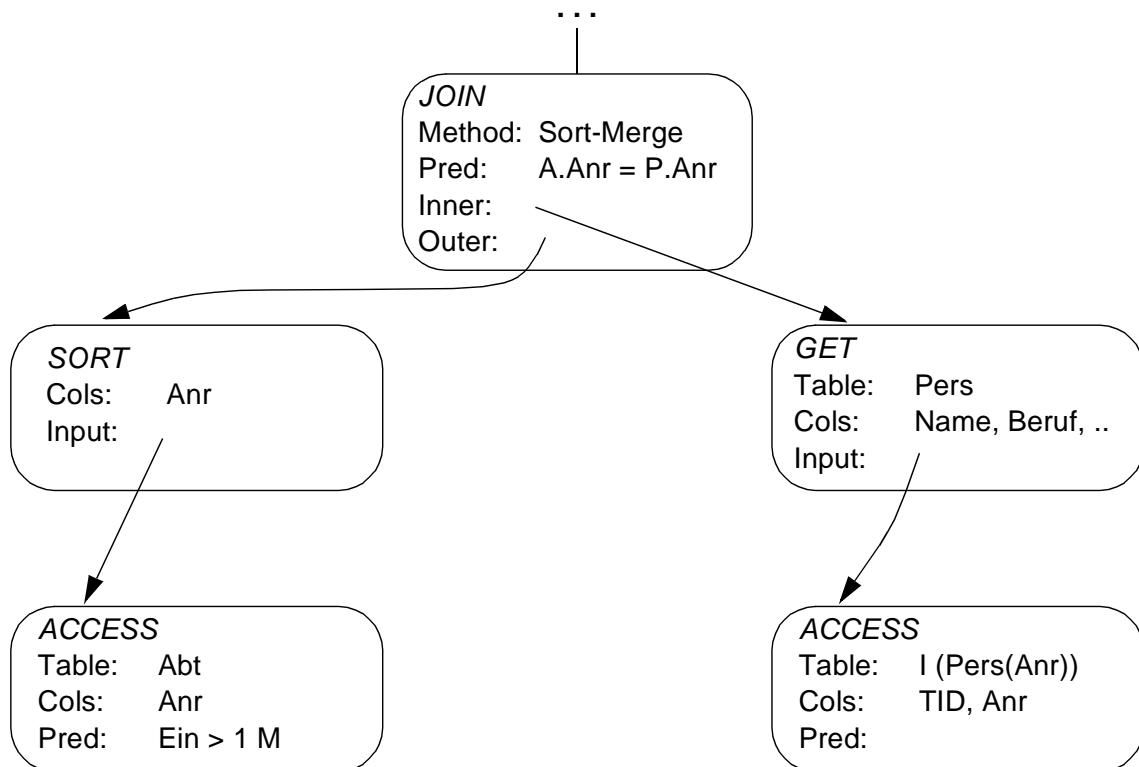 ...
JOIN
Method: Sort-Merge
Pred: A.Anr = P.Anr
Inner:
Outer:
SORT
Cols: Anr
Input:
GET
Table: Pers
Cols: Name, Beruf, ..
Input:
ACCESS
Table: Abt
Cols: Anr
Pred: Ein > 1 M
ACCESS
Table: I (Pers(Anr))
Cols: TID, Anr
Pred: